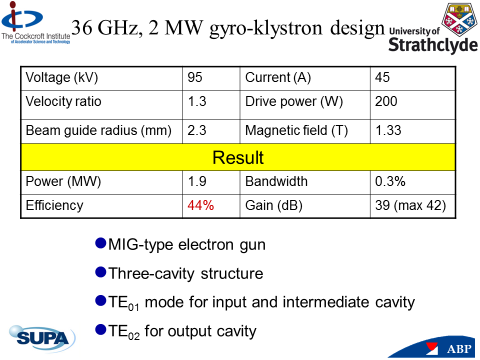 The Cockcroft Institute
of Accelerator Science and Technology
36 GHz, 2 MW gyro-klystron design
University of
Strathclyde
Voltage (kV) 95 Current (A) 45
Velocity ratio 1.3 Drive power (W) 200
Beam guide radius (mm) 2.3 Magnetic field (T) 1.33
Result
Power (MW) 1.9 Bandwidth 0.3%
Efficiency 44% Gain (dB) 39 (max 42)
●MIG-type electron gun
●Three-cavity structure
●TE₀₁ mode for input and intermediate cavity
●TE₀₂ for output cavity
SUPA
ABP